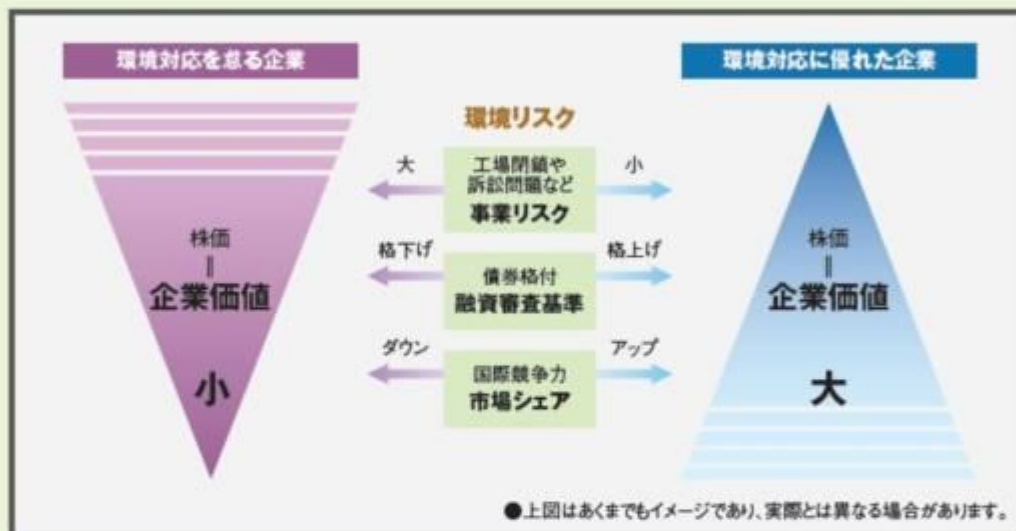 環境対応を怠る企業
環境対応に優れた企業
環境リスク
大
工場閉鎖や
訴訟問題など
事業リスク
小
株価
||
企業価値
小
格下げ
債券格付
融資審査基準
格上げ
ダウン
国際競争力
市場シェア
アップ
株価
||
企業価値
大
●上図はあくまでもイメージであり、実際とは異なる場合があります。